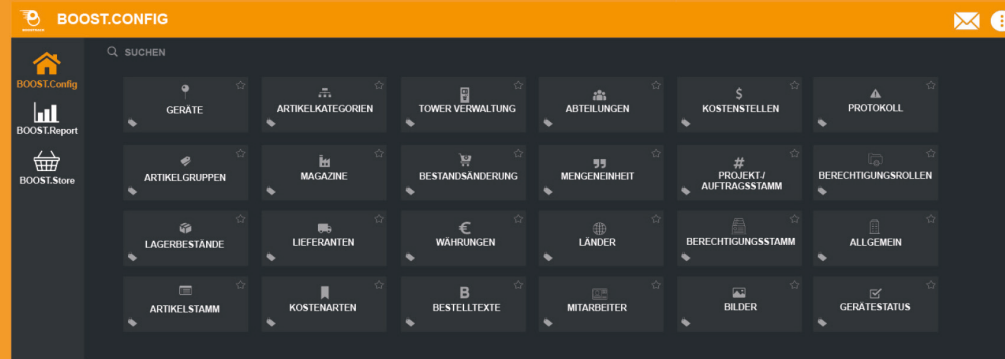 BOOST.CONFIG
SUCHEN
BOOST.Config
BOOST.Report
BOOST.Store
GERÄTE
ARTIKELKATEGORIEN
TOWER VERWALTUNG
ABTEILUNGEN
$
KOSTENSTELLEN
PROTOKOLL
ARTIKELGRUPPEN
MAGAZINE
BESTANDSÄNDERUNG
MENGENEINHEIT
#
PROJEKT-/
AUFTRAGSSTAMM
BERECHTIGUNGSROLLEN
LAGERBESTÄNDE
LIEFERANTEN
€
WÄHRUNGEN
LÄNDER
BERECHTIGUNGSSTAMM
ALLGEMEIN
ARTIKELSTAMM
KOSTENARTEN
B
BESTELLTEXTE
MITARBEITER
BILDER
GERÄTESTATUS